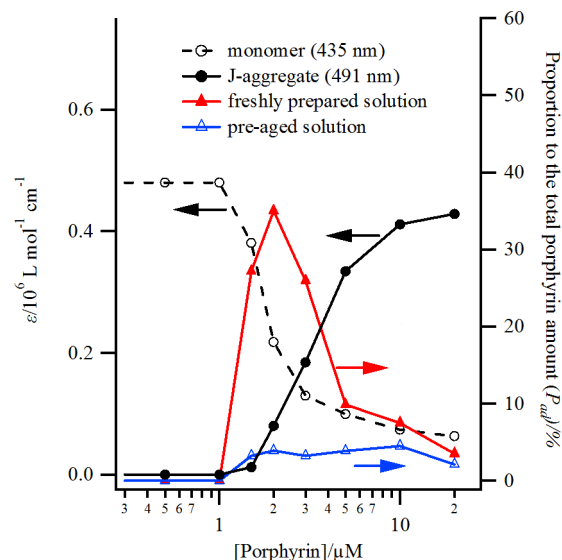 monomer (435 nm)
J-aggregate (491 nm)
freshly prepared solution
pre-aged solution
ε/10⁶ L mol⁻¹ cm⁻¹
0.6
0.4
0.2
0.0
Proportion to the total porphyrin amount (P_ad)/%
60
50
40
30
20
10
0
3 4 5 6 7 1 2 3 4 5 6 7 10 2
[Porphyrin]/µM